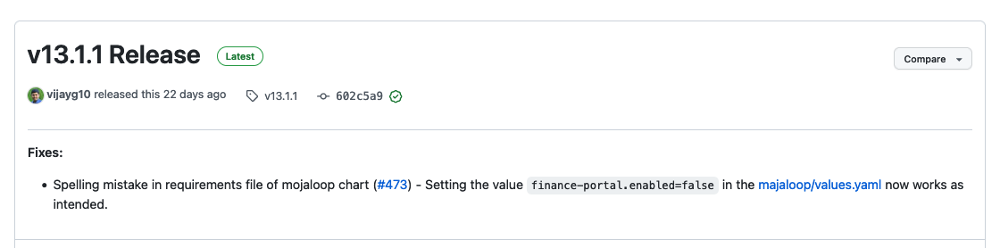 v13.1.1 Release Latest
Compare
vijayg10 released this 22 days ago v13.1.1 602c5a9
Fixes:
• Spelling mistake in requirements file of mojaloop chart (#473) - Setting the value finance-portal.enabled=false in the majaloop/values.yaml now works as
intended.